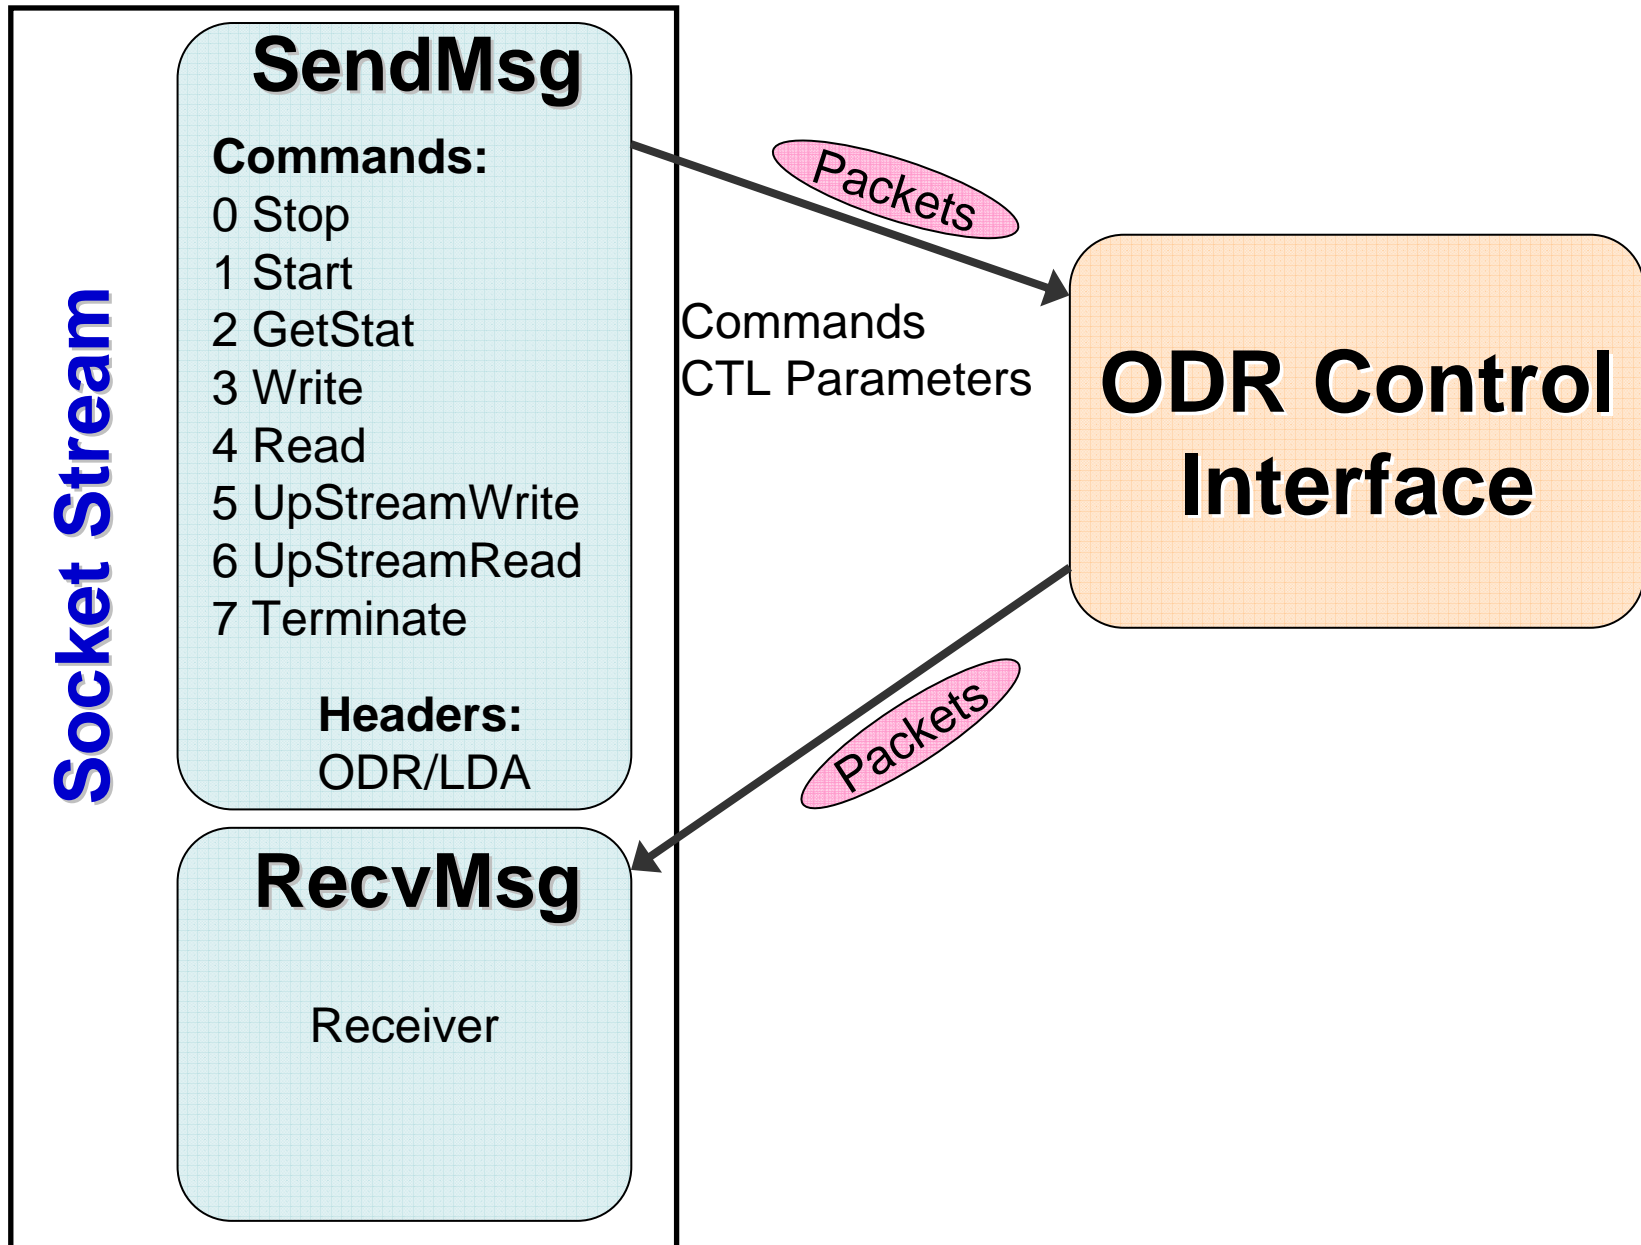 Socket Stream
SendMsg
Commands:
0 Stop
1 Start
2 GetStat
3 Write
4 Read
5 UpStreamWrite
6 UpStreamRead
7 Terminate
Headers:
ODR/LDA
RecvMsg
Receiver
Packets
Commands
CTL Parameters
Packets
ODR Control
Interface